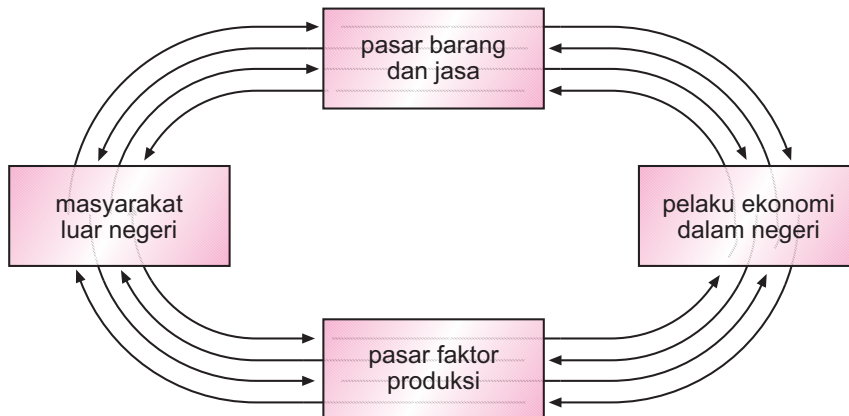 pasar barang
dan jasa
masyarakat
luar negeri
pelaku ekonomi
dalam negeri
pasar faktor
produksi